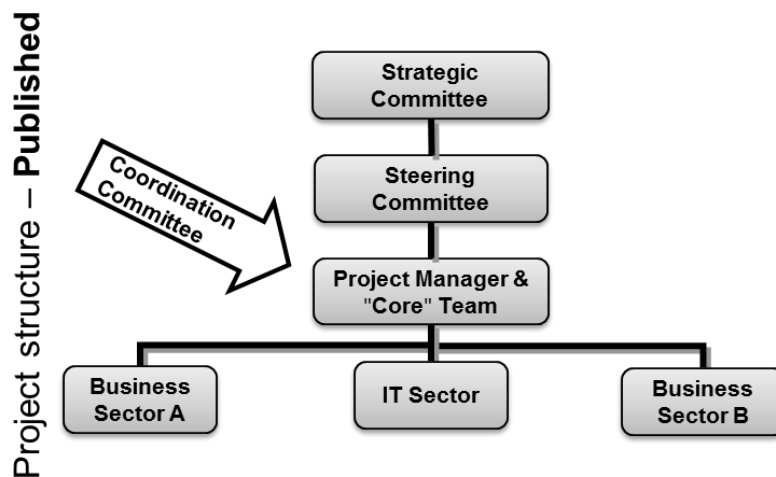 Project structure – Published
Strategic
Committee
Coordination
Committee
Steering
Committee
Project Manager &
"Core" Team
Business
Sector A
IT Sector
Business
Sector B